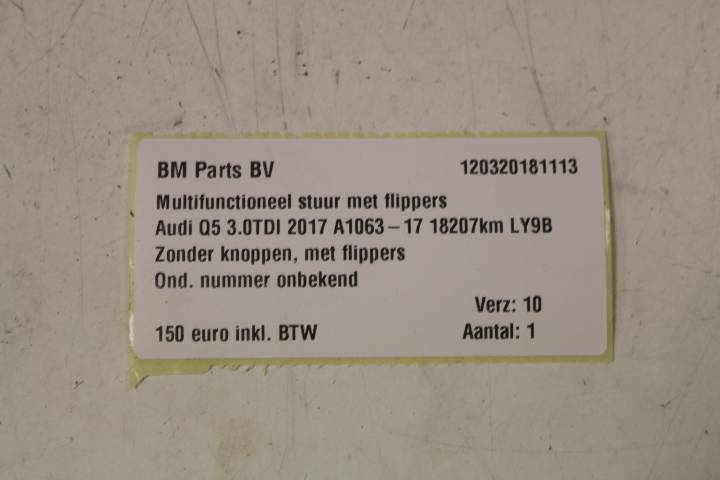 BM Parts BV 120320181113
Multifunctioneel stuur met flippers
Audi Q5 3.0TDI 2017 A1063-17 18207km LY9B
Zonder knoppen, met flippers
Ond. nummer onbekend
Verz: 10
150 euro inkl. BTW Aantal: 1